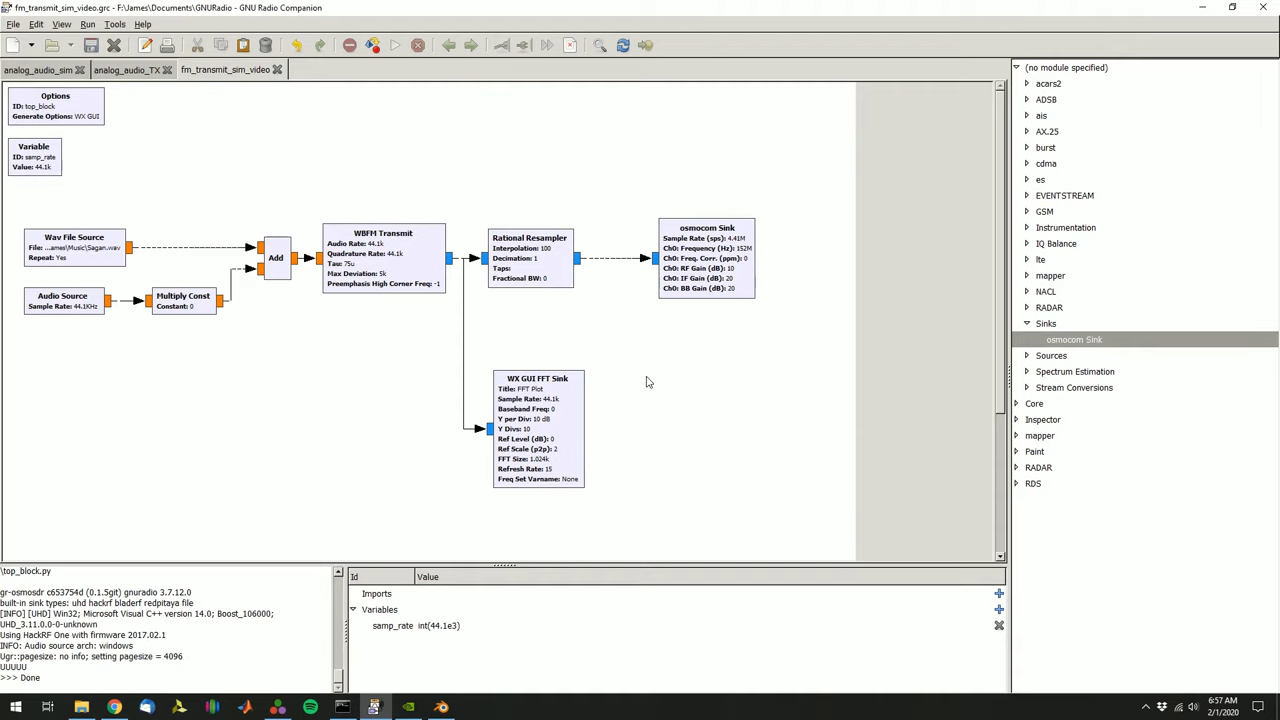 fm_transmit_sim_video.grc - F:\James\Documents\GNURadio - GNU Radio Companion
File Edit View Run Tools Help
analog_audio_sim analog_audio_TX fm_transmit_sim_video
Options
ID: top_block
Generate Options: WX GUI
Variable
ID: samp_rate
Value: 44.1k
Wav File Source
File: ...ames\Music\Sagan.wav
Repeat: Yes
Audio Source
Sample Rate: 44.1KHz
Multiply Const
Constant: 0
Add
WBFM Transmit
Audio Rate: 44.1k
Quadrature Rate: 44.1k
Tau: 75u
Max Deviation: 5k
Preemphasis High Corner Freq: -1
Rational Resampler
Interpolation: 100
Decimation: 1
Taps:
Fractional BW: 0
osmocom Sink
Sample Rate (sps): 4.41M
Ch0: Frequency (Hz): 152M
Ch0: Freq. Corr. (ppm): 0
Ch0: RF Gain (dB): 10
Ch0: IF Gain (dB): 20
Ch0: BB Gain (dB): 20
WX GUI FFT Sink
Title: FFT Plot
Sample Rate: 44.1k
Baseband Freq: 0
Y per Div: 10 dB
Y Divs: 10
Ref Level (dB): 0
Ref Scale (p2p): 2
FFT Size: 1.024k
Refresh Rate: 15
Freq Set Varname: None
(no module specified)
acars2
ADSB
ais
AX.25
burst
cdma
es
EVENTSTREAM
GSM
Instrumentation
IQ Balance
lte
mapper
NACL
RADAR
Sinks
osmocom Sink
Sources
Spectrum Estimation
Stream Conversions
Core
Inspector
mapper
Paint
RADAR
RDS
\top_block.py
gr-osmosdr c653754d (0.1.5git) gnuradio 3.7.12.0
built-in sink types: uhd hackrf bladerf redpitaya file
[INFO] [UHD] Win32; Microsoft Visual C++ version 14.0; Boost_106000;
UHD_3.11.0.0-0-unknown
Using HackRF One with firmware 2017.02.1
INFO: Audio source arch: windows
Ugr::pagesize: no info; setting pagesize = 4096
UUUUU
>>> Done
Id Value
Imports
Variables
samp_rate int(44.1e3)
6:57 AM
2/1/2020